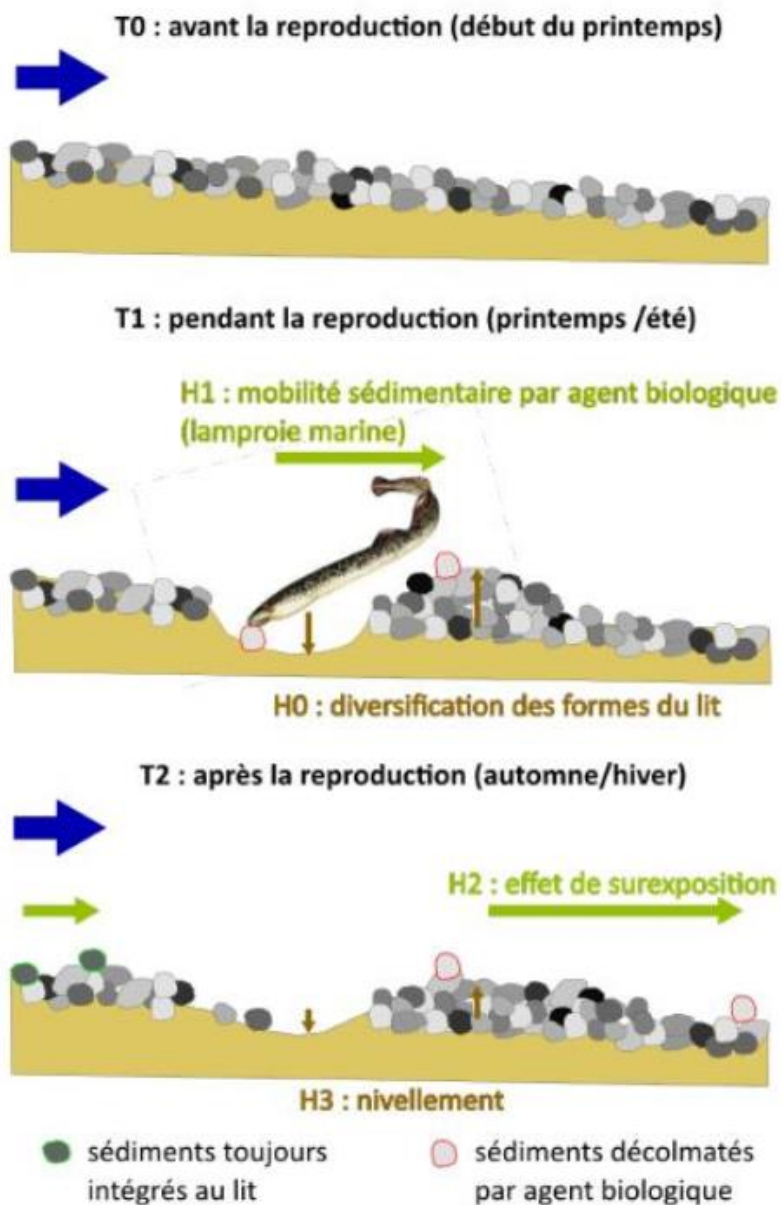 T0 : avant la reproduction (début du printemps)
T1 : pendant la reproduction (printemps /été)
H1 : mobilité sédimentaire par agent biologique
(lamproie marine)
H0 : diversification des formes du lit
T2 : après la reproduction (automne/hiver)
H2 : effet de surexposition
H3 : nivellement
sédiments toujours
intégrés au lit
sédiments décolmatés
par agent biologique